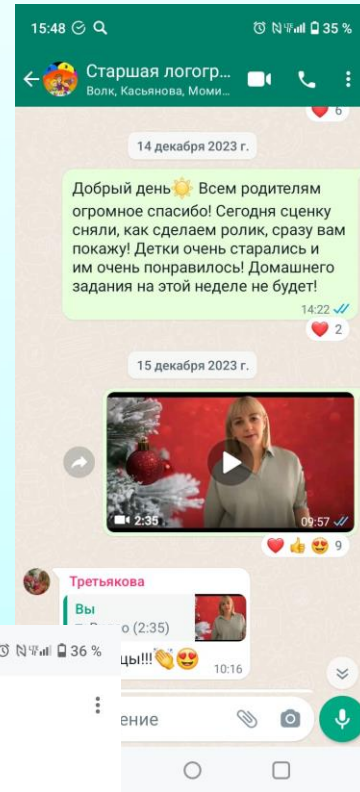 15:48 35 %
Старшая логогр...
Волк, Касьянова, Моми...
6
14 декабря 2023 г.
Добрый день Всем родителям
огромное спасибо! Сегодня сценку
сняли, как сделаем ролик, сразу вам
покажу! Детки очень старались и
им очень понравилось! Домашнего
задания на этой неделе не будет!
14:22
2
15 декабря 2023 г.
2:35 09:57
9
Третьякова
Вы
(2:35)
цы!!!
10:16
36 %
ение